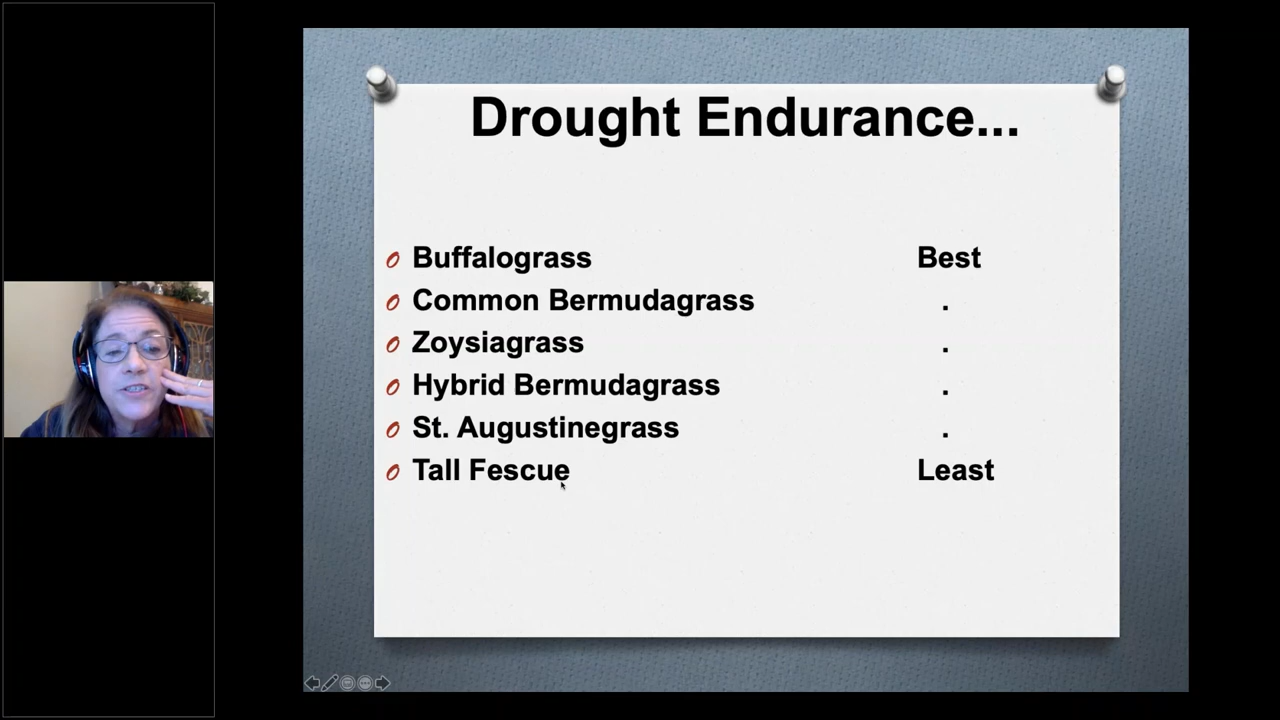 Drought Endurance...
Buffalograss Best
Common Bermudagrass .
Zoysiagrass .
Hybrid Bermudagrass .
St. Augustinegrass .
Tall Fescue Least